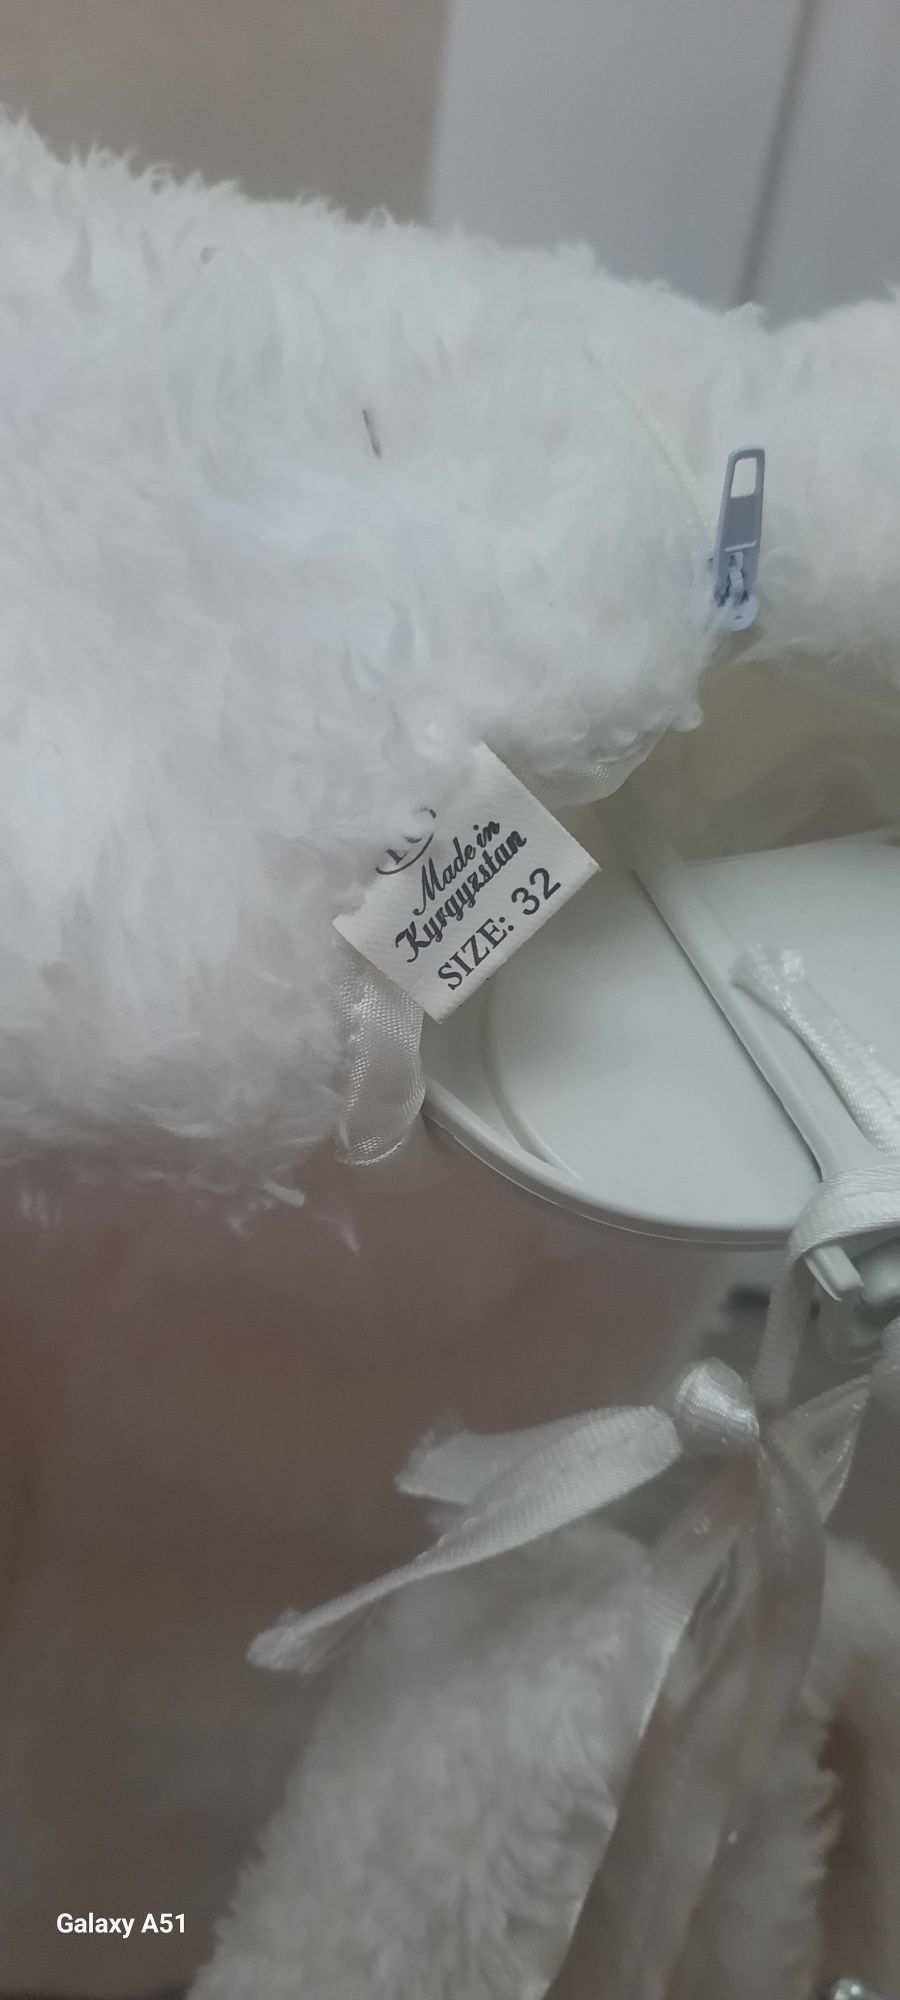 Made in
Kyrgyzstan
SIZE: 32
Galaxy A51